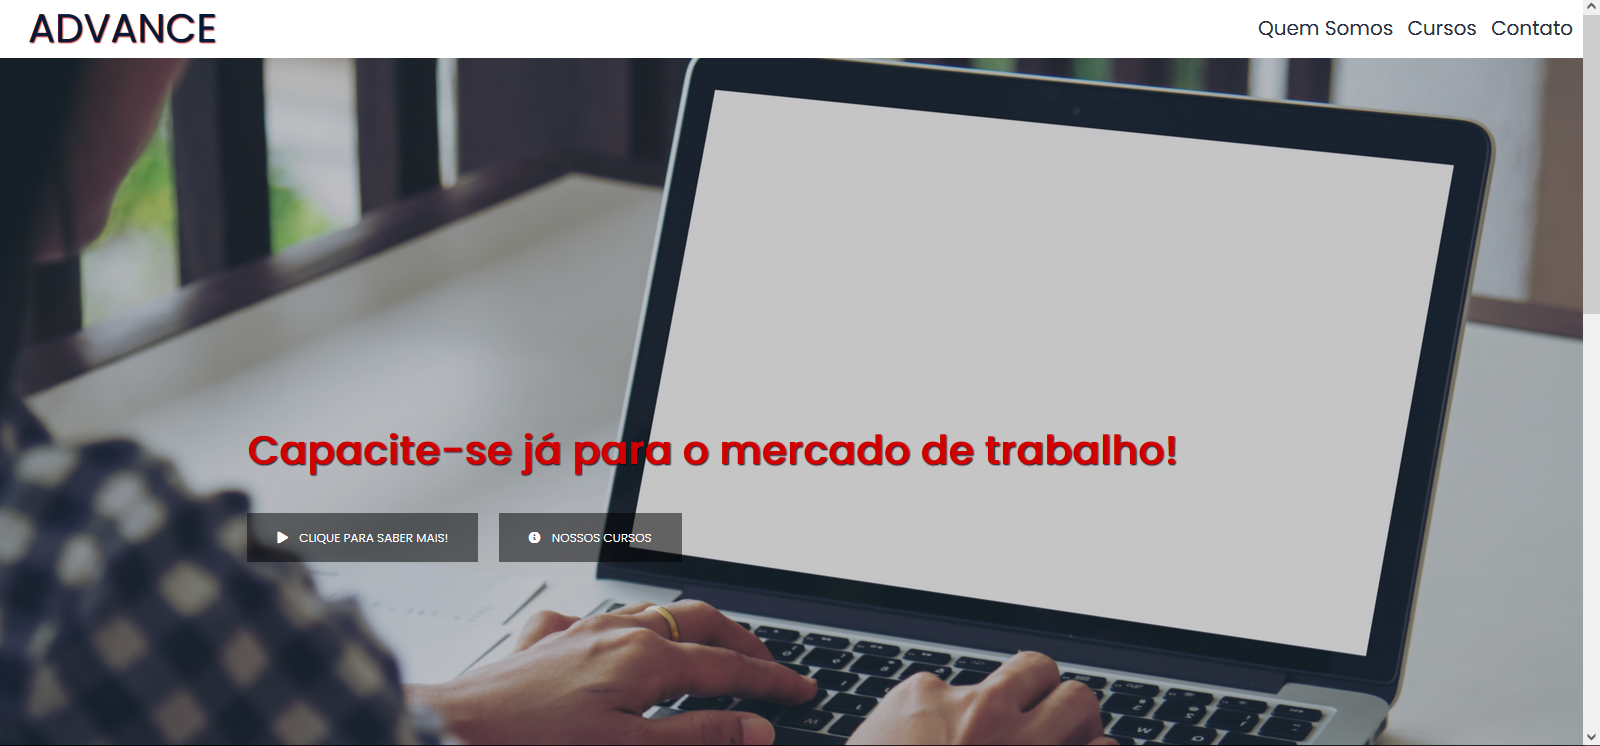 ADVANCE
Quem Somos Cursos Contato
Capacite-se já para o mercado de trabalho!
CLIQUE PARA SABER MAIS! NOSSOS CURSOS